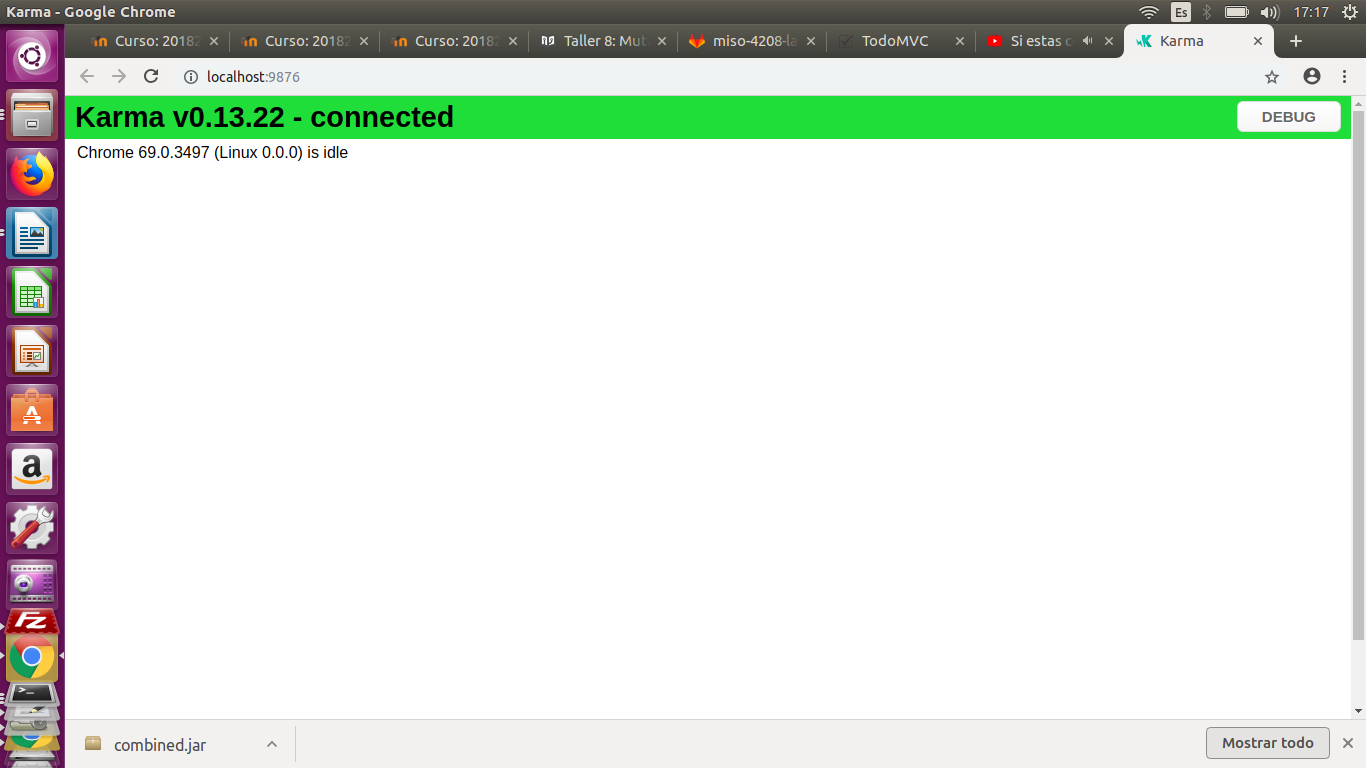 Karma - Google Chrome
Es
17:17
Curso: 20182
Curso: 20182
Curso: 20182
Taller 8: Mut
miso-4208-la
TodoMVC
Si estas c
Karma
localhost:9876
Karma v0.13.22 - connected
DEBUG
Chrome 69.0.3497 (Linux 0.0.0) is idle
combined.jar
Mostrar todo